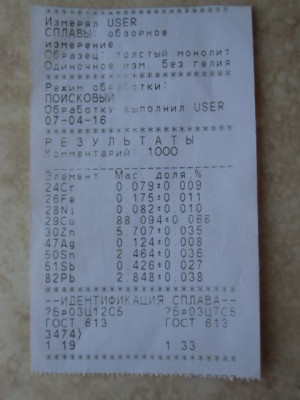 ************************
Измерял USER
СПЛАВЫ: обзорное
измерение
Образец: толстый монолит
Одиночное изм. без гелия
************************
Режим обработки:
ПОИСКОВЫЙ
Обработку выполнил USER
07-04-16
************************
РЕЗУЛЬТАТЫ
Комментарий: 1000
Элемент Мас. доля,%
24Cr 0.079±0.009
26Fe 0.175±0.011
28Ni 0.082±0.010
29Cu 88.094±0.066
30Zn 5.707±0.035
47Ag 0.124±0.008
50Sn 2.464±0.036
51Sb 0.426±0.027
82Pb 2.848±0.038
************************
--ИДЕНТИФИКАЦИЯ СПЛАВА--
?БрО3Ц12С5 ?БрО3Ц7С5
ГОСТ 613 ГОСТ 613
3474)
1.19 1.33
************************